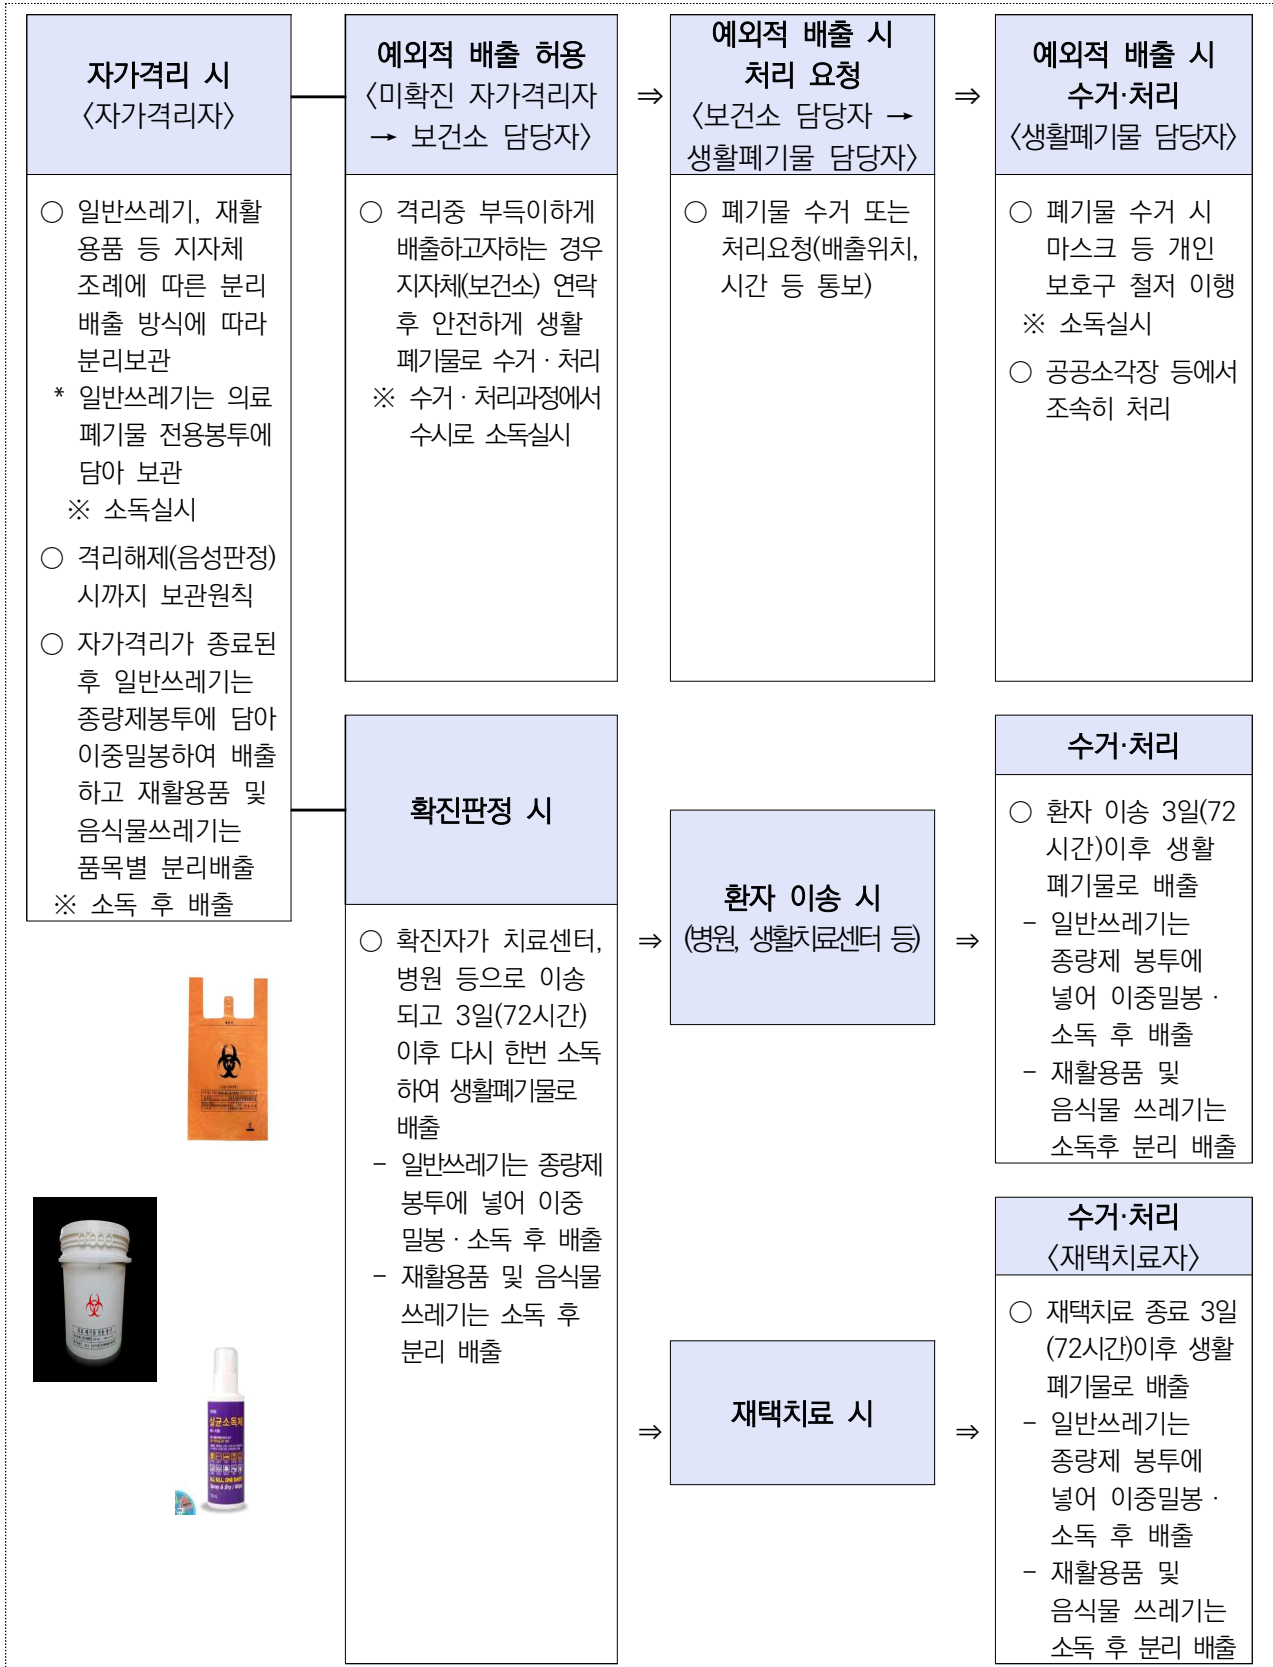 자가격리 시
〈자가격리자〉
○ 일반쓰레기, 재활
용품 등 지자체
조례에 따른 분리
배출 방식에 따라
분리보관
* 일반쓰레기는 의료
폐기물 전용봉투에
담아 보관
※ 소독실시
○ 격리해제(음성판정)
시까지 보관원칙
○ 자가격리가 종료된
후 일반쓰레기는
종량제봉투에 담아
이중밀봉하여 배출
하고 재활용품 및
음식물쓰레기는
품목별 분리배출
※ 소독 후 배출
예외적 배출 허용
〈미확진 자가격리자
→ 보건소 담당자〉
○ 격리중 부득이하게
배출하고자하는 경우
지자체(보건소) 연락
후 안전하게 생활
폐기물로 수거·처리
※ 수거·처리과정에서
수시로 소독실시
⇒
예외적 배출 시
처리 요청
〈보건소 담당자 →
생활폐기물 담당자〉
○ 폐기물 수거 또는
처리요청(배출위치,
시간 등 통보)
⇒
예외적 배출 시
수거·처리
〈생활폐기물 담당자〉
○ 폐기물 수거 시
마스크 등 개인
보호구 철저 이행
※ 소독실시
○ 공공소각장 등에서
조속히 처리
확진판정 시
○ 확진자가 치료센터,
병원 등으로 이송
되고 3일(72시간)
이후 다시 한번 소독
하여 생활폐기물로
배출
- 일반쓰레기는 종량제
봉투에 넣어 이중
밀봉·소독 후 배출
- 재활용품 및 음식물
쓰레기는 소독 후
분리 배출
⇒
환자 이송 시
(병원, 생활치료센터 등)
⇒
수거·처리
○ 환자 이송 3일(72
시간)이후 생활
폐기물로 배출
- 일반쓰레기는
종량제 봉투에
넣어 이중밀봉·
소독 후 배출
- 재활용품 및
음식물 쓰레기는
소독후 분리 배출
⇒
재택치료 시
⇒
수거·처리
〈재택치료자〉
○ 재택치료 종료 3일
(72시간)이후 생활
폐기물로 배출
- 일반쓰레기는
종량제 봉투에
넣어 이중밀봉·
소독 후 배출
- 재활용품 및
음식물 쓰레기는
소독 후 분리 배출
살균소독제
ALL KILL, ONE SHOT
Spray & Dry / Wipe